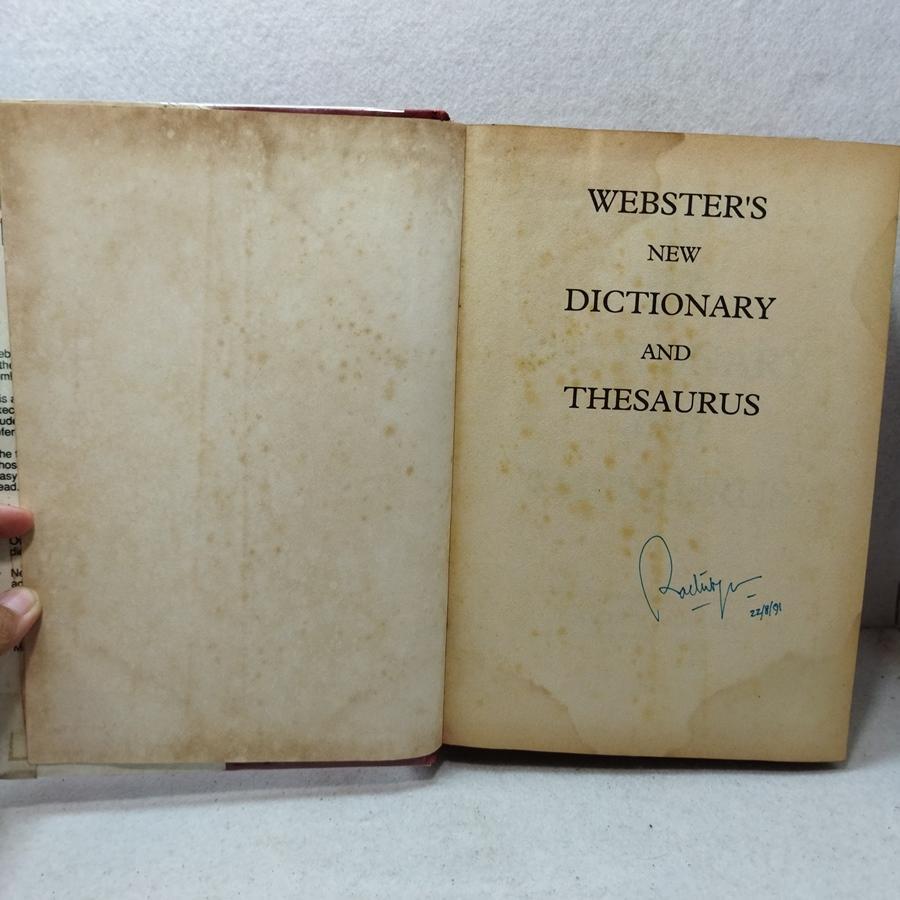 WEBSTER'S
NEW
DICTIONARY
AND
THESAURUS
22/8/91